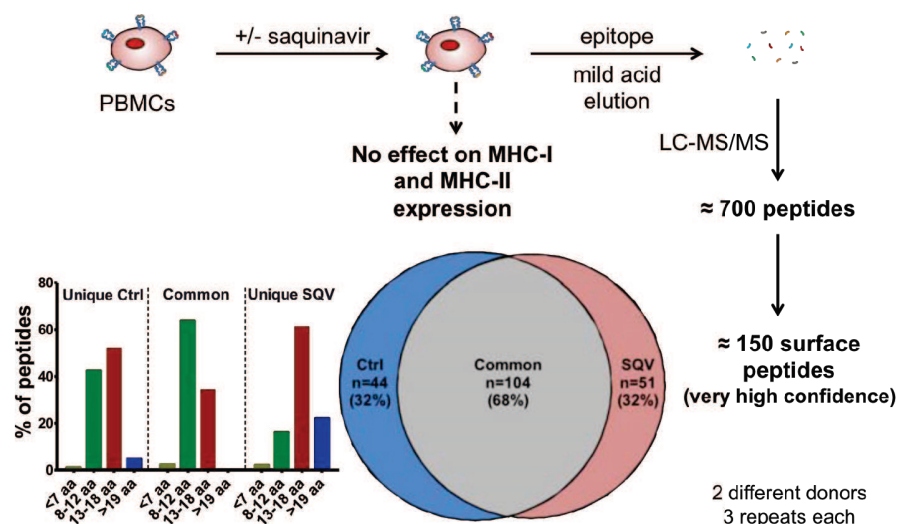 +/- saquinavir
epitope
mild acid
elution
PBMCs
LC-MS/MS
No effect on MHC-I
and MHC-II
expression
≈ 700 peptides
≈ 150 surface
peptides
(very high confidence)
% of peptides
80
60
40
20
0
Unique Ctrl
Common
Unique SQV
<7 aa
8-12 aa
13-18 aa
>19 aa
<7 aa
8-12 aa
13-18 aa
>19 aa
<7 aa
8-12 aa
13-18 aa
>19 aa
Ctrl
n=44
(32%)
Common
n=104
(68%)
SQV
n=51
(32%)
2 different donors
3 repeats each